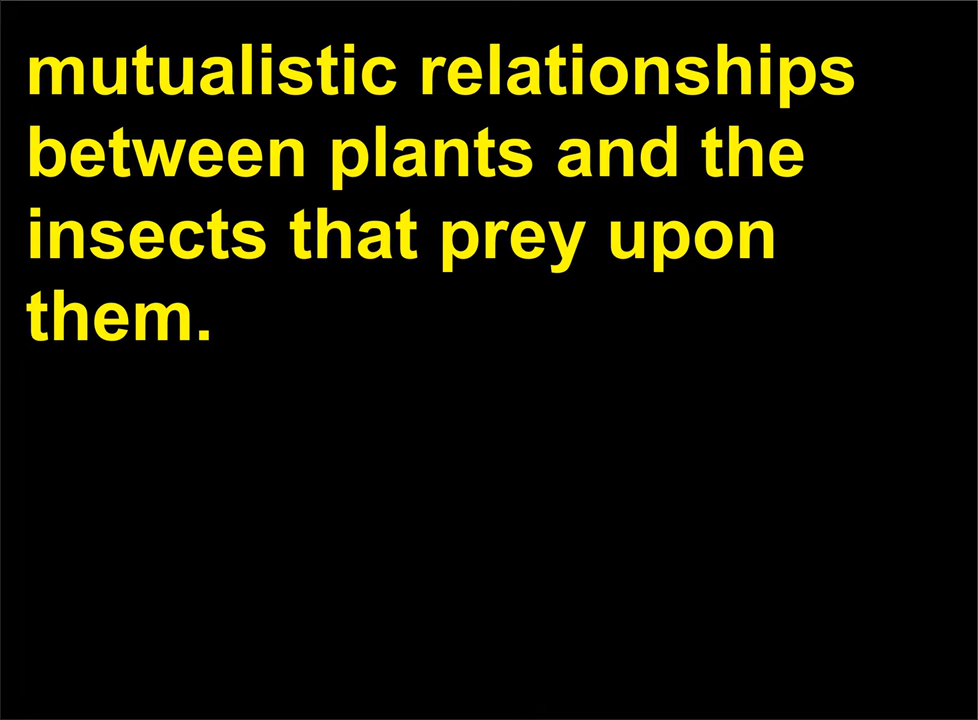 mutualistic relationships
between plants and the
insects that prey upon
them.